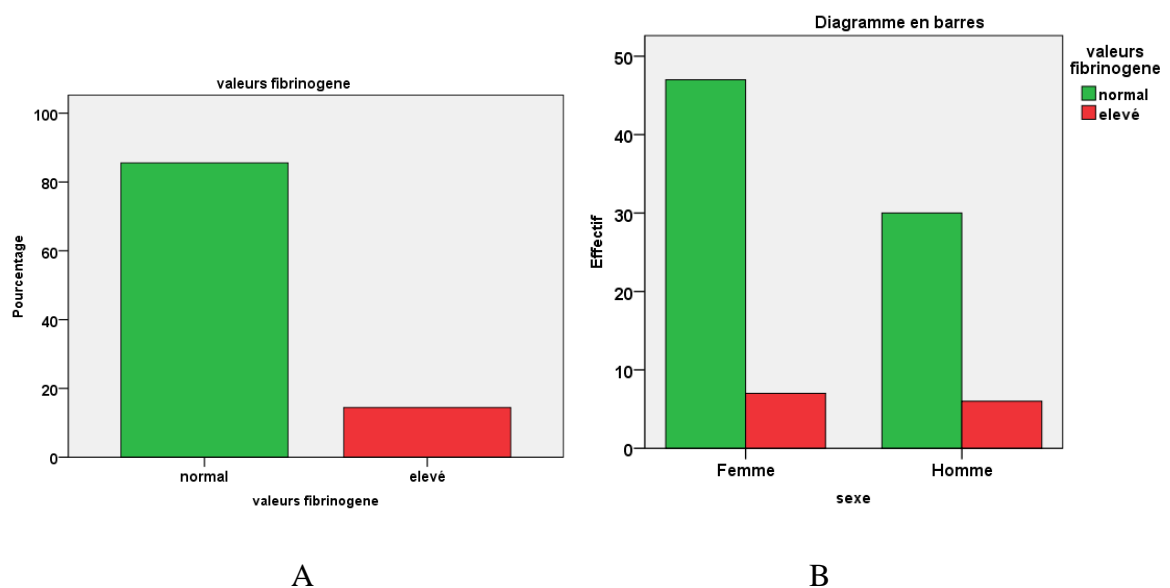 valeurs fibrinogene
Pourcentage
100
80
60
40
20
0
normal
elevé
valeurs fibrinogene
A
Diagramme en barres
Effectif
50
40
30
20
10
0
Femme
Homme
sexe
valeurs
fibrinogene
normal
elevé
B